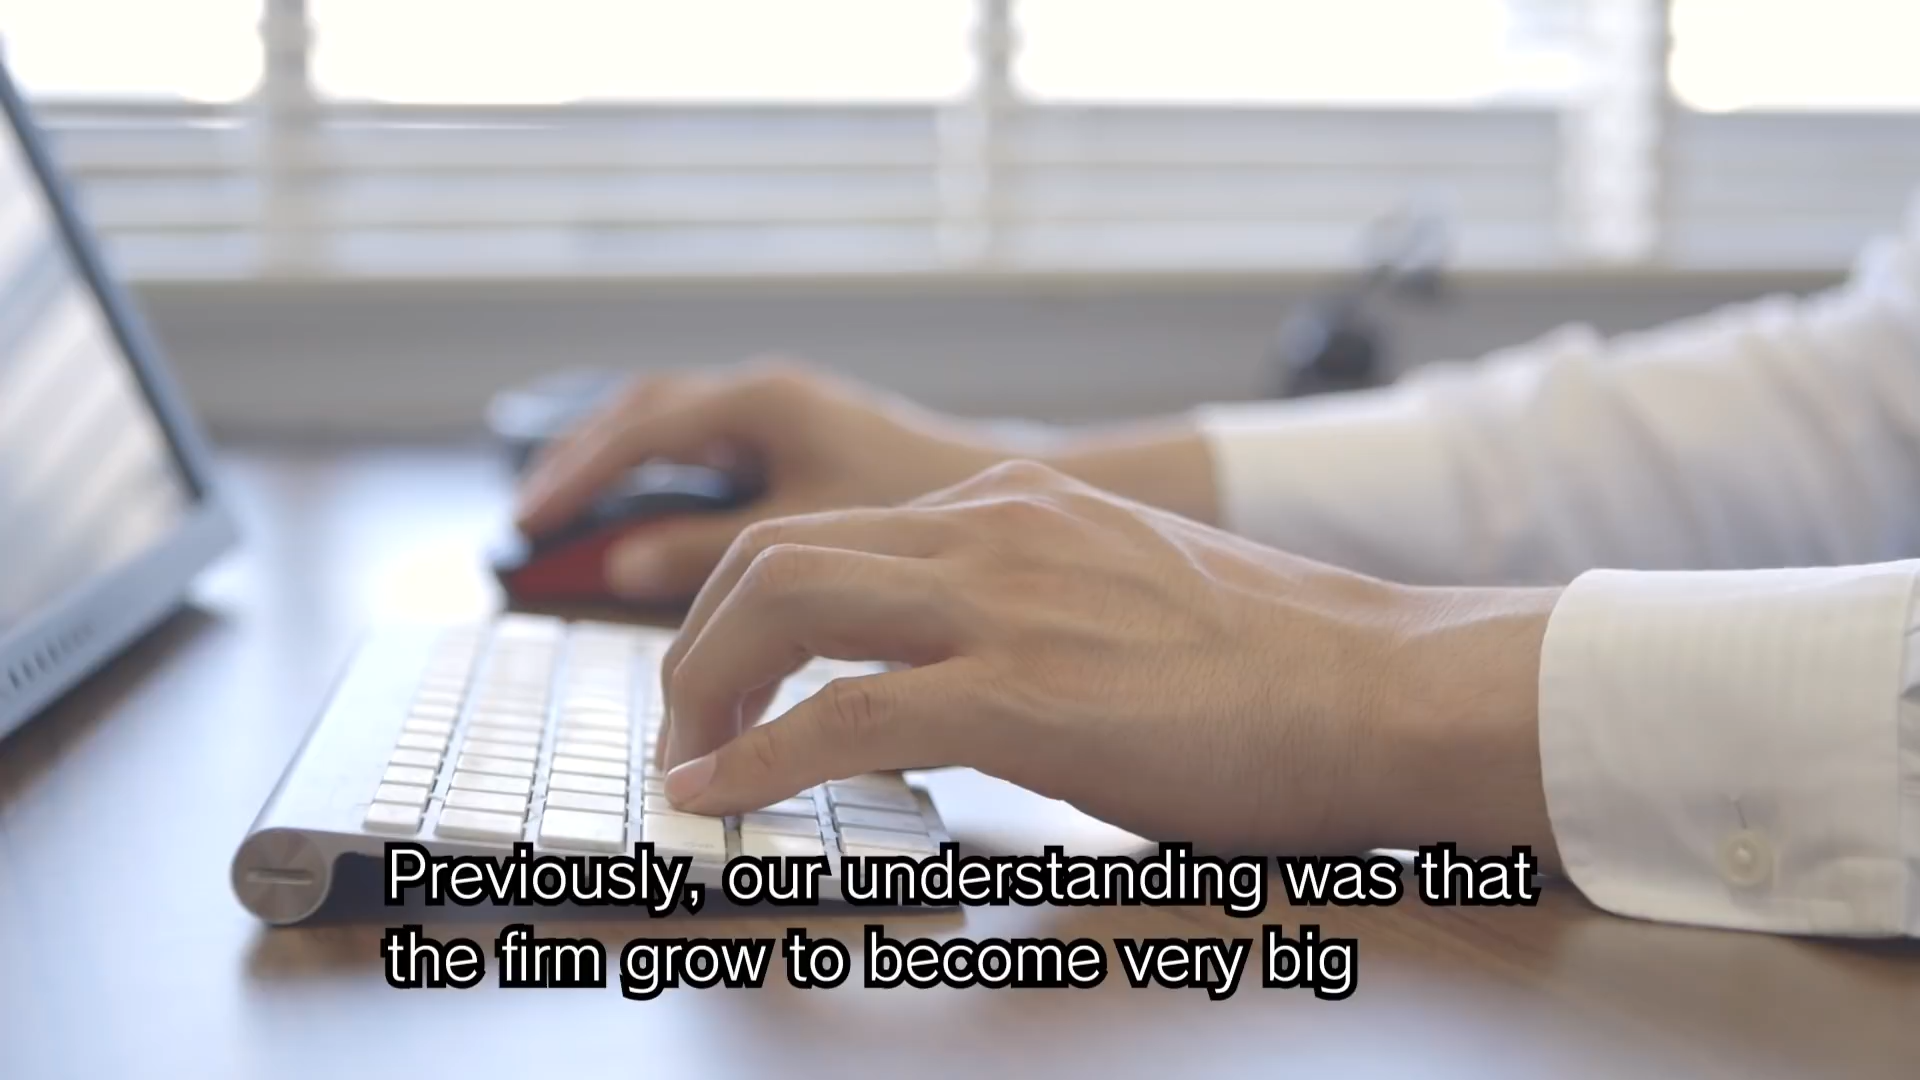 Previously, our understanding was that
the firm grow to become very big